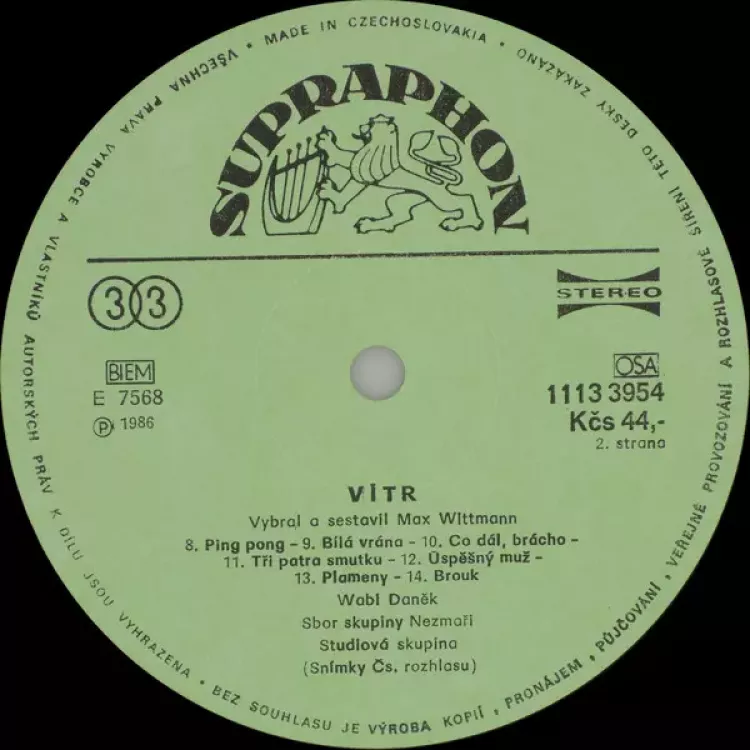 VŠECHNA PRÁVA VÝROBCE A VLASTNÍKŮ AUTORSKÝCH PRÁV K DÍLU JSOU VYHRAZENA • BEZ SOUHLASU JE VÝROBA KOPIÍ, PRONÁJEM, PŮJČOVÁNÍ, VEŘEJNÉ PROVOZOVÁNÍ A ROZHLASOVÉ ŠÍŘENÍ TÉTO DESKY ZAKÁZÁNO •
MADE IN CZECHOSLOVAKIA •
SUPRAPHON
33
STEREO
BIEM
OSA
E 7568
1113 3954
Ⓟ 1986
Kčs 44,-
2. strana
VÍTR
Vybral a sestavil Max Wittmann
8. Ping pong – 9. Bílá vrána – 10. Co dál, brácho –
11. Tři patra smutku – 12. Úspěšný muž –
13. Plameny – 14. Brouk
Wabi Daněk
Sbor skupiny Nezmaři
Studiová skupina
(Snímky Čs. rozhlasu)